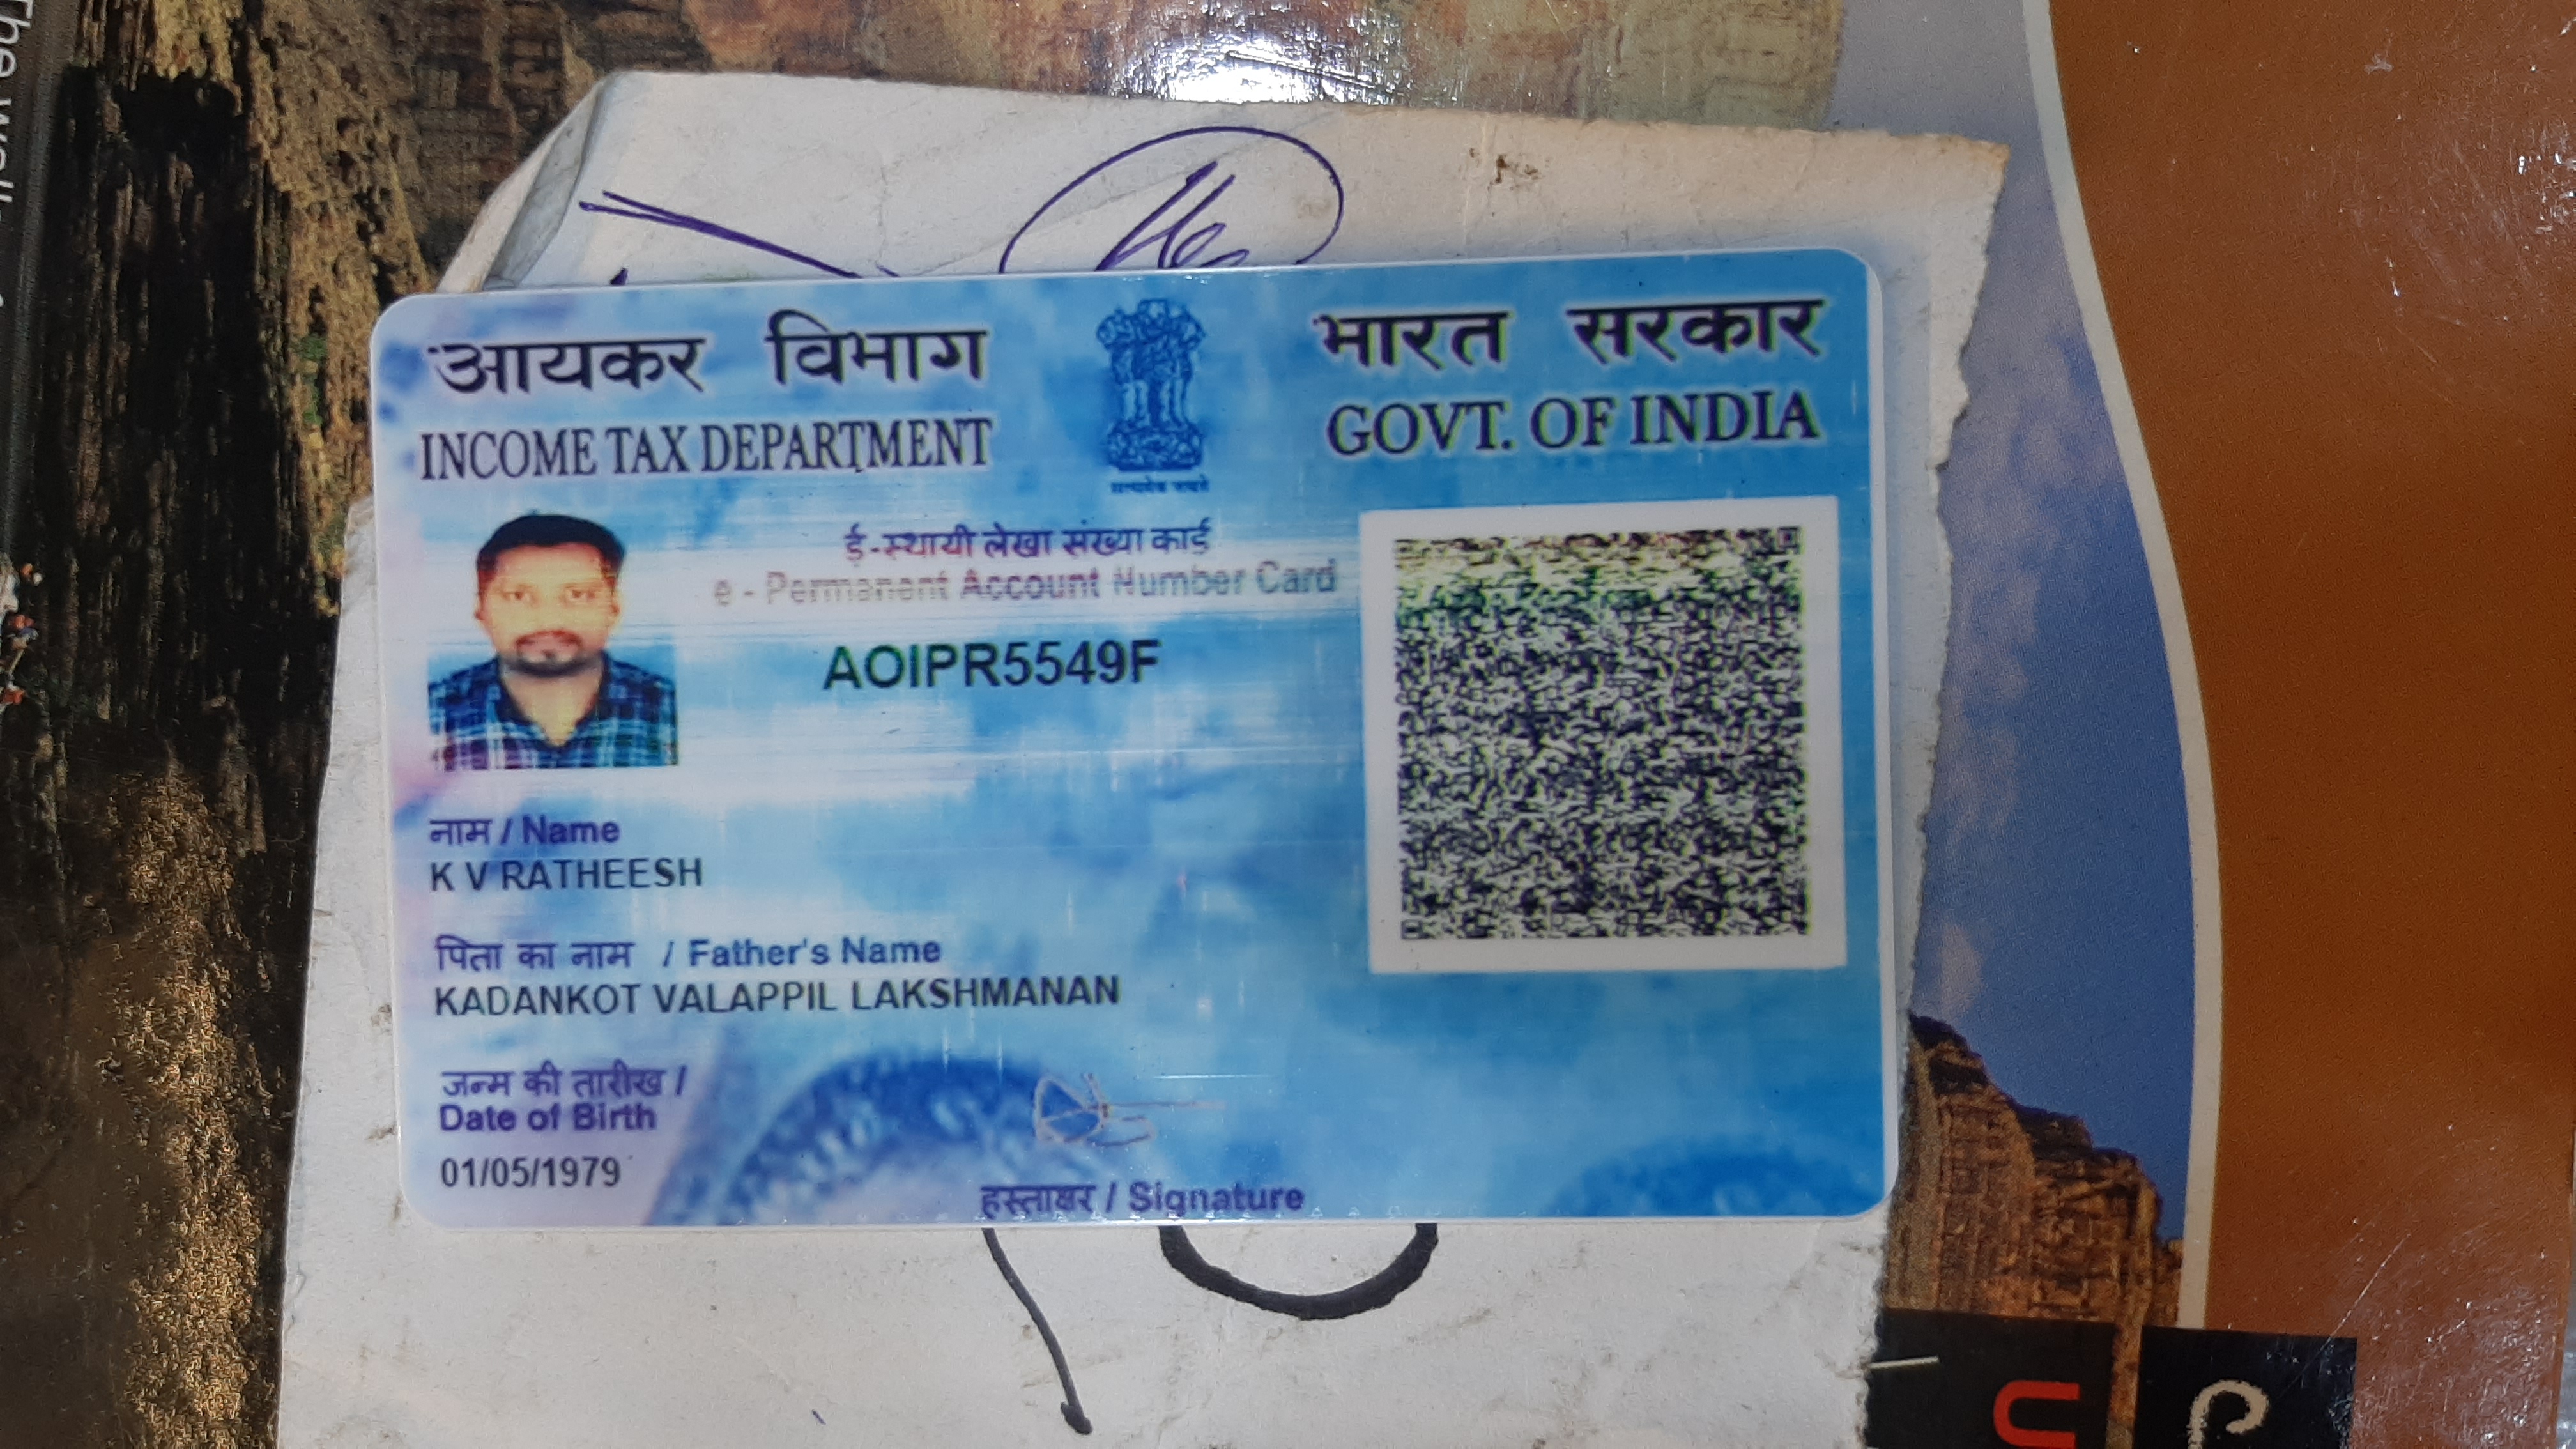 आयकर विभाग
INCOME TAX DEPARTMENT
भारत सरकार
GOVT. OF INDIA
सत्यमेव जयते
ई-स्थायी लेखा संख्या कार्ड
e - Permanent Account Number Card
AOIPR5549F
नाम / Name
K V RATHEESH
पिता का नाम / Father's Name
KADANKOT VALAPPIL LAKSHMANAN
जन्म की तारीख /
Date of Birth
01/05/1979
हस्ताक्षर / Signature